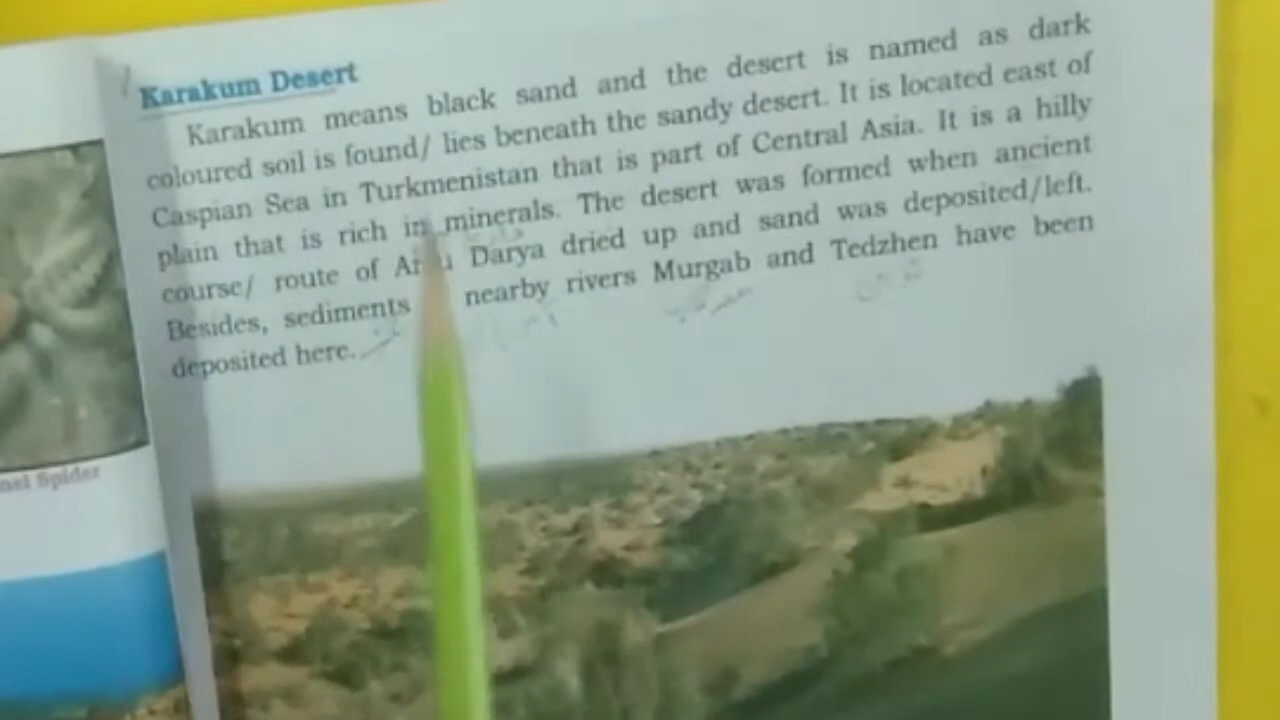 Karakum Desert
Karakum means black sand and the desert is named as dark
coloured soil is found/ lies beneath the sandy desert. It is located east of
Caspian Sea in Turkmenistan that is part of Central Asia. It is a hilly
plain that is rich in minerals. The desert was formed when ancient
course/ route of Darya dried up and sand was deposited/left.
Besides, sediments nearby rivers Murgab and Tedzhen have been
deposited here.
Spider